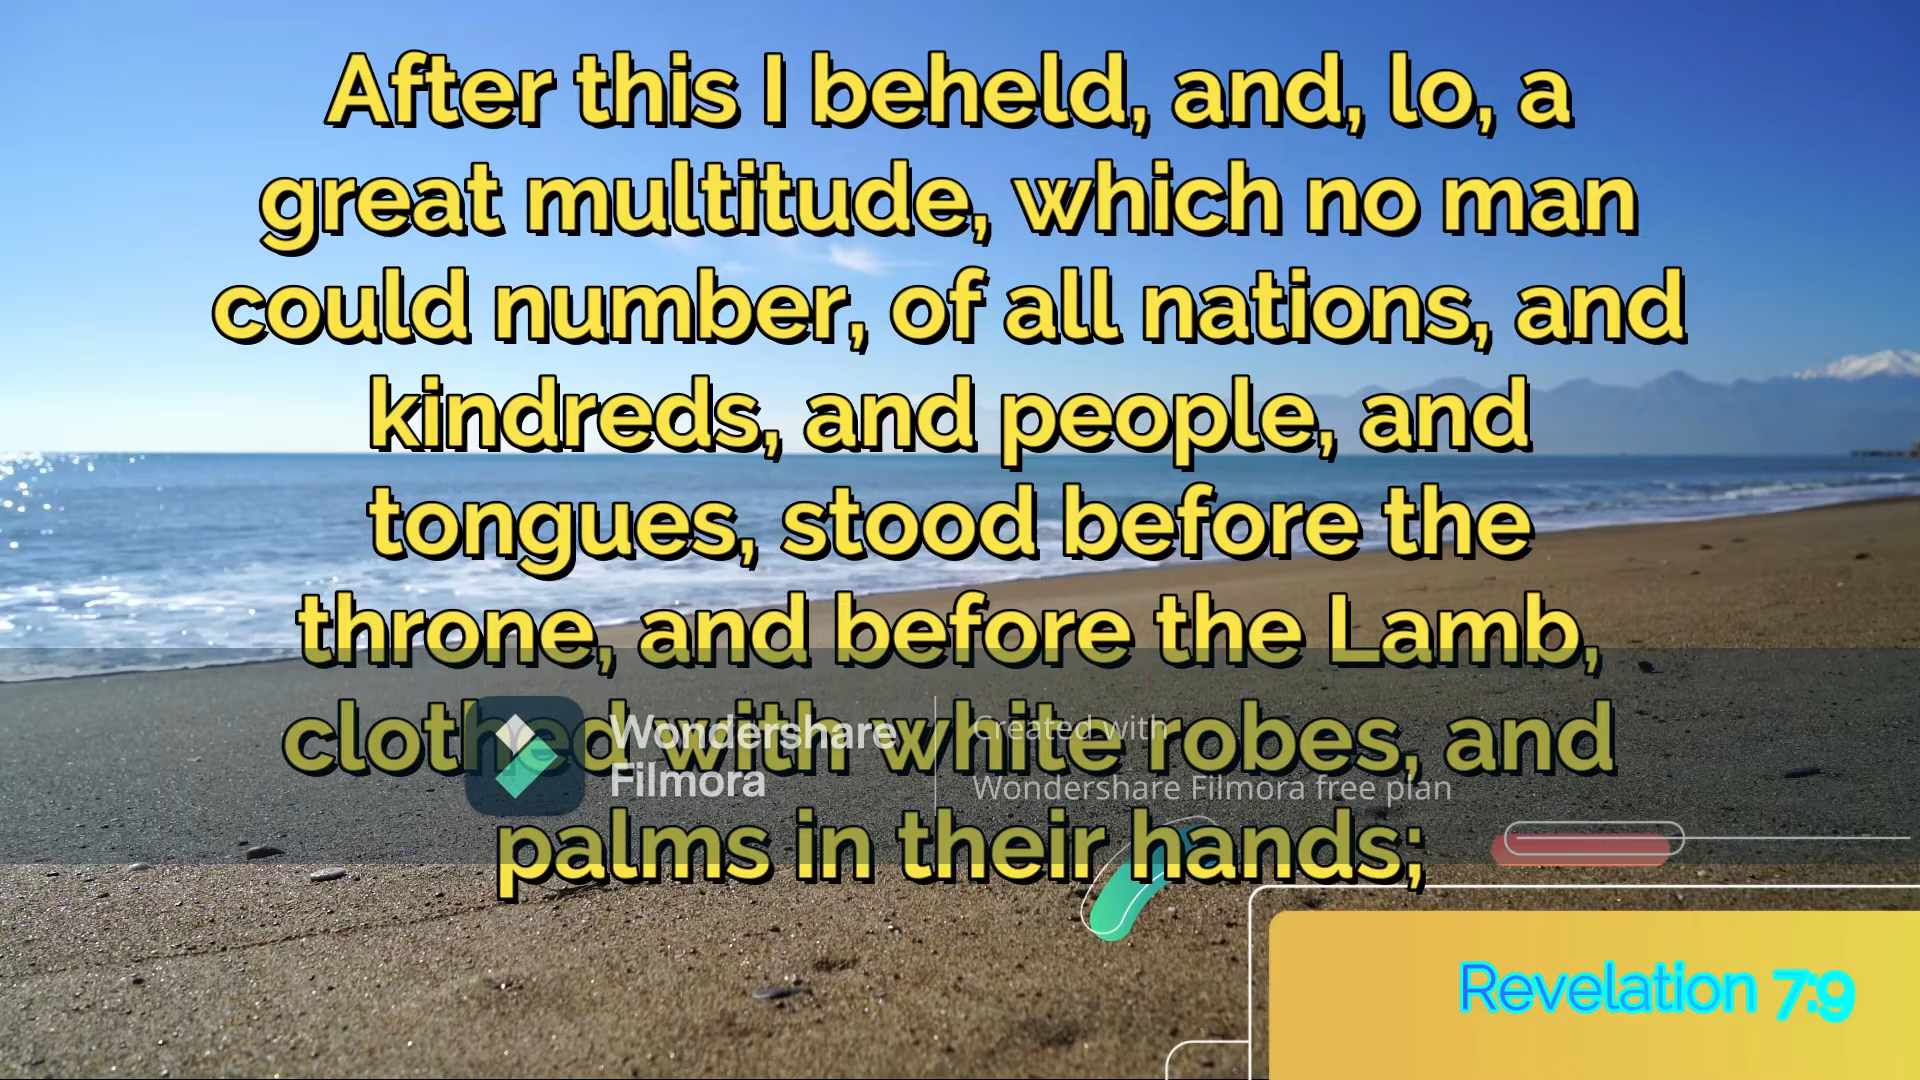 After this I beheld, and, lo, a
great multitude, which no man
could number, of all nations, and
kindreds, and people, and
tongues, stood before the
throne, and before the Lamb,
clothed with white robes, and
palms in their hands;
Wondershare
Filmora
Created with
Wondershare Filmora free plan
Revelation 7:9